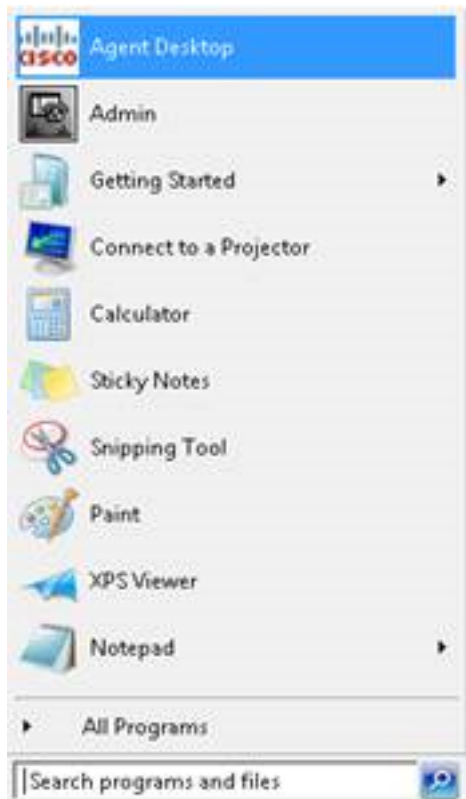 CISCO
Agent Desktop
Admin
Getting Started
Connect to a Projector
Calculator
Sticky Notes
Snipping Tool
Paint
XPS Viewer
Notepad
All Programs
Search programs and files